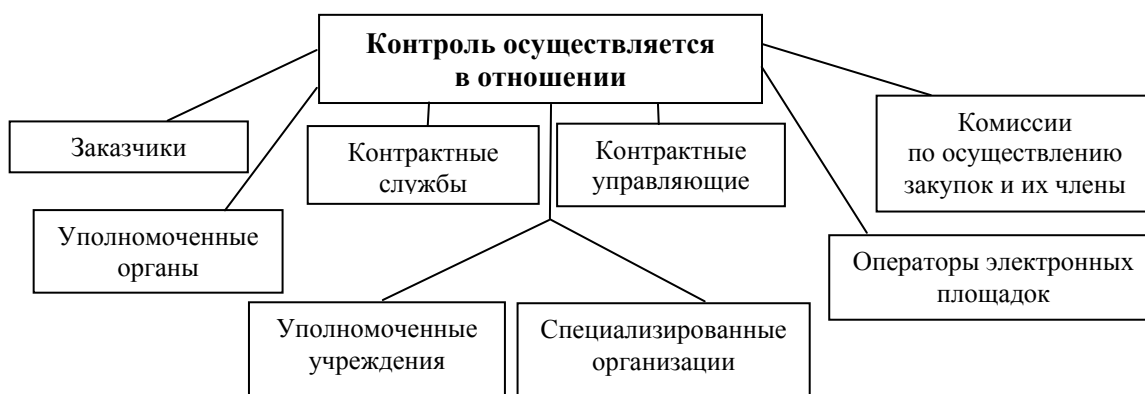 Контроль осуществляется
в отношении
Заказчики
Контрактные
службы
Контрактные
управляющие
Комиссии
по осуществлению
закупок и их члены
Уполномоченные
органы
Операторы электронных
площадок
Уполномоченные
учреждения
Специализированные
организации